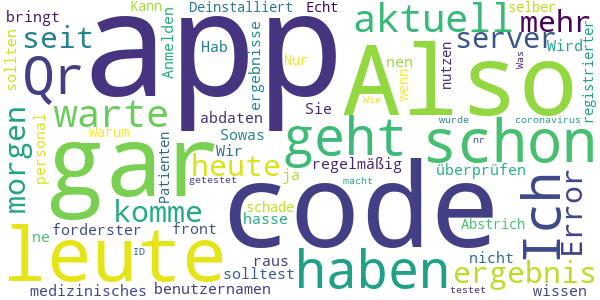 bringt
Kann
Deinstalliert
Echt
selber
aktuell
mehr
seit
app
Also
server
sollten
Qr
Anmelden
Hab
ergebnisse
Nur
Sie
nen
wenn
nutzen
Was
Wird
registrierter
warte
abdaten
Wie
morgen
personal
Warum
Patienten
Sowas
Wir
wurde
coronavirus
nr
geht
schon
gar
heute
ja
regelmäßig
überprüfen
getestet
macht
code
komme
schade
hasse
Abstrich
Ich
Error
leute
ne
forderster
front
raus
nicht
ID
haben
solltest
ergebnis
medizinisches
benutzernamen
testet
wissen